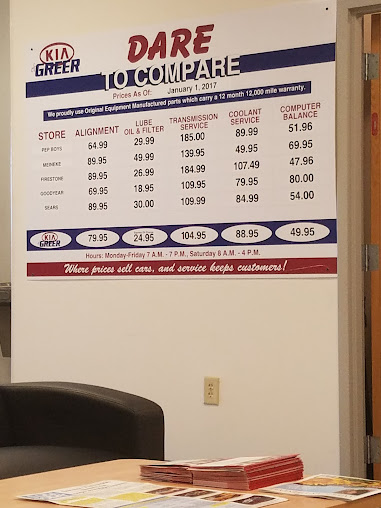 KIA
GREER
DARE
TO COMPARE
Prices As Of: January 1, 2017
We proudly use Original Equipment Manufactured parts which carry a 12 month 12,000 mile warranty.
STORE ALIGNMENT LUBE OIL & FILTER TRANSMISSION SERVICE COOLANT SERVICE COMPUTER BALANCE
PEP BOYS 64.99 29.99 185.00 89.99 51.96
MEINEKE 89.95 49.99 139.95 49.95 69.95
FIRESTONE 89.95 26.99 184.99 107.49 47.96
GOODYEAR 69.95 18.95 109.95 79.95 80.00
SEARS 89.95 30.00 109.99 84.99 54.00
KIA GREER 79.95 24.95 104.95 88.95 49.95
Hours: Monday-Friday 7 A.M. - 7 P.M., Saturday 8 A.M. - 4 P.M.
Where prices sell cars, and service keeps customers!